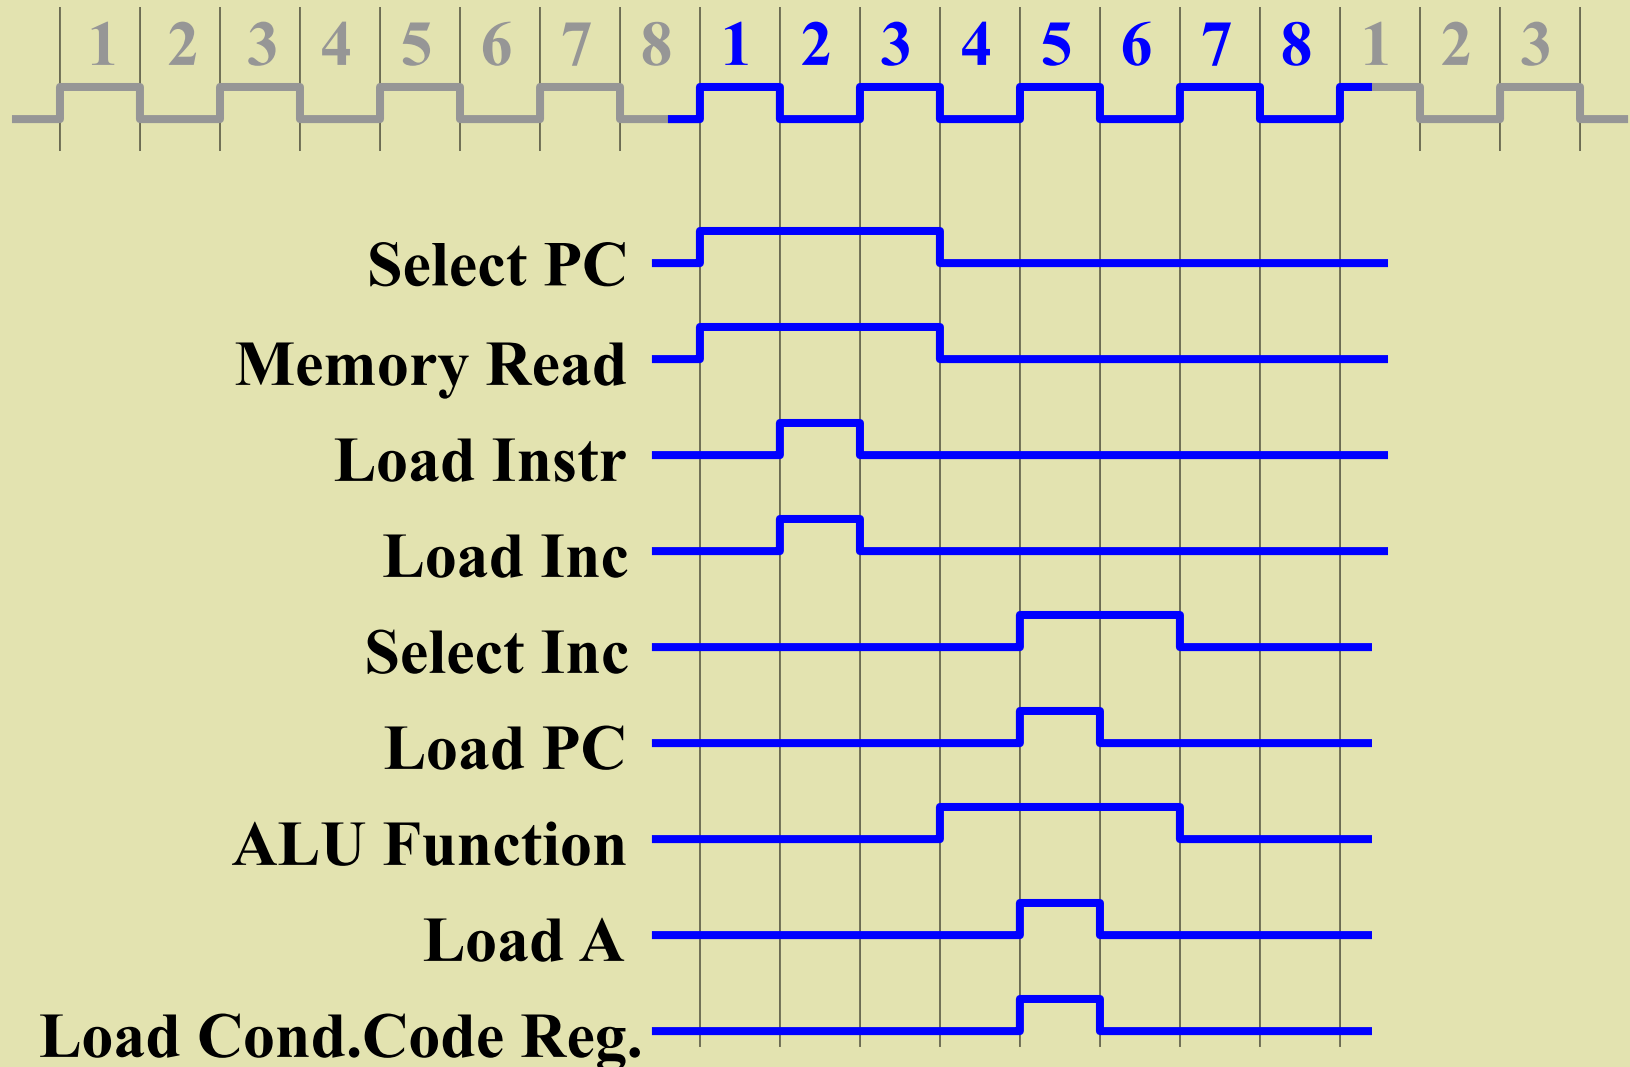 1 2 3 4 5 6 7 8 1 2 3 4 5 6 7 8 1 2 3
Select PC
Memory Read
Load Instr
Load Inc
Select Inc
Load PC
ALU Function
Load A
Load Cond.Code Reg.